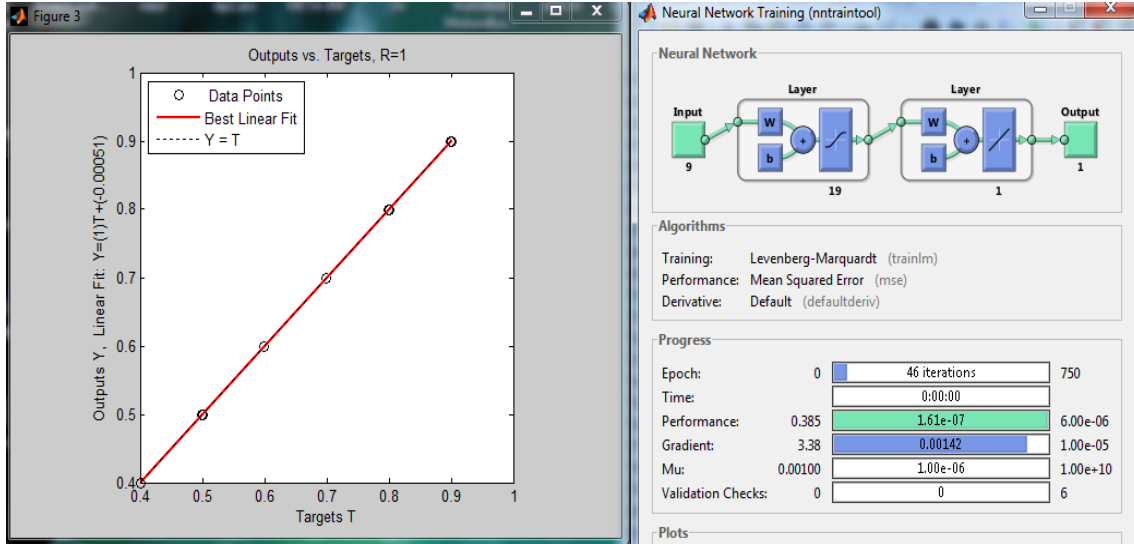 Figure 3
Outputs vs. Targets, R=1
Data Points
Best Linear Fit
Y = T
Outputs Y, Linear Fit: Y=(1)T+(-0.00051)
1
0.9
0.8
0.7
0.6
0.5
0.4
0.4 0.5 0.6 0.7 0.8 0.9 1
Targets T
Neural Network Training (nntraintool)
Neural Network
Layer Layer
Input Output
W W
+ +
b b
9 1
19 1
Algorithms
Training: Levenberg-Marquardt (trainlm)
Performance: Mean Squared Error (mse)
Derivative: Default (defaultderiv)
Progress
Epoch: 0 46 iterations 750
Time: 0:00:00
Performance: 0.385 1.61e-07 6.00e-06
Gradient: 3.38 0.00142 1.00e-05
Mu: 0.00100 1.00e-06 1.00e+10
Validation Checks: 0 0 6
Plots